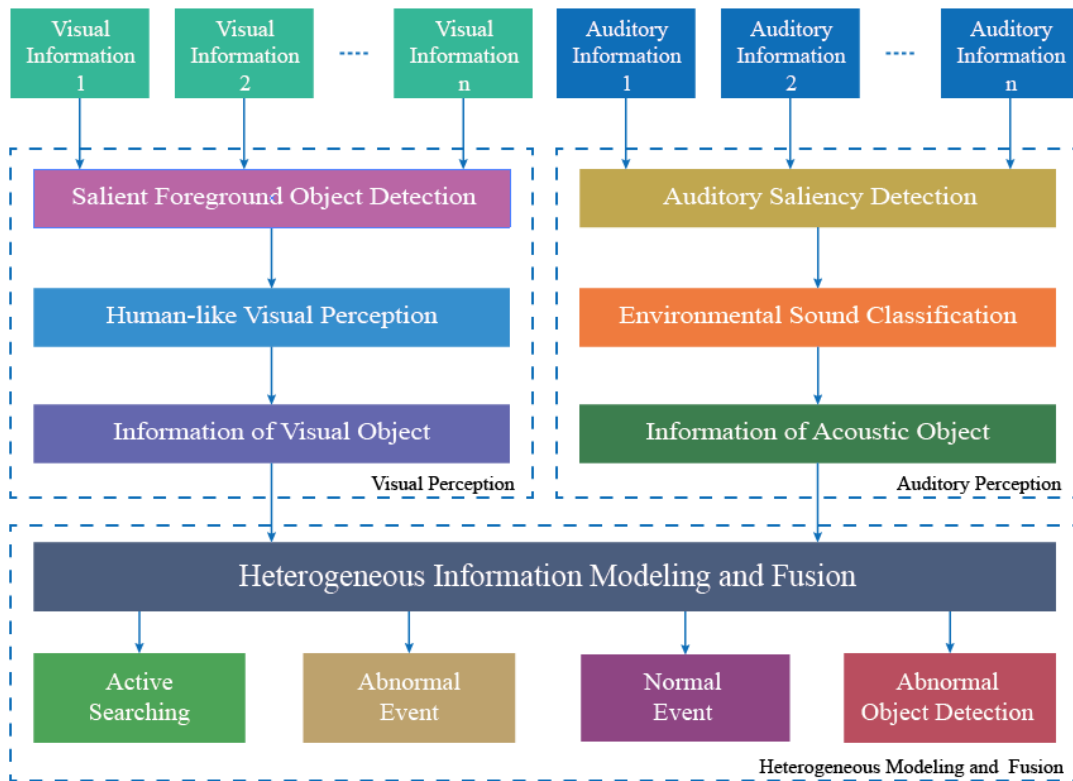 Visual
Information
1
Visual
Information
2
Visual
Information
n
Auditory
Information
1
Auditory
Information
2
Auditory
Information
n
Salient Foreground Object Detection
Human-like Visual Perception
Information of Visual Object
Visual Perception
Auditory Saliency Detection
Environmental Sound Classification
Information of Acoustic Object
Auditory Perception
Heterogeneous Information Modeling and Fusion
Active
Searching
Abnormal
Event
Normal
Event
Abnormal
Object Detection
Heterogeneous Modeling and Fusion